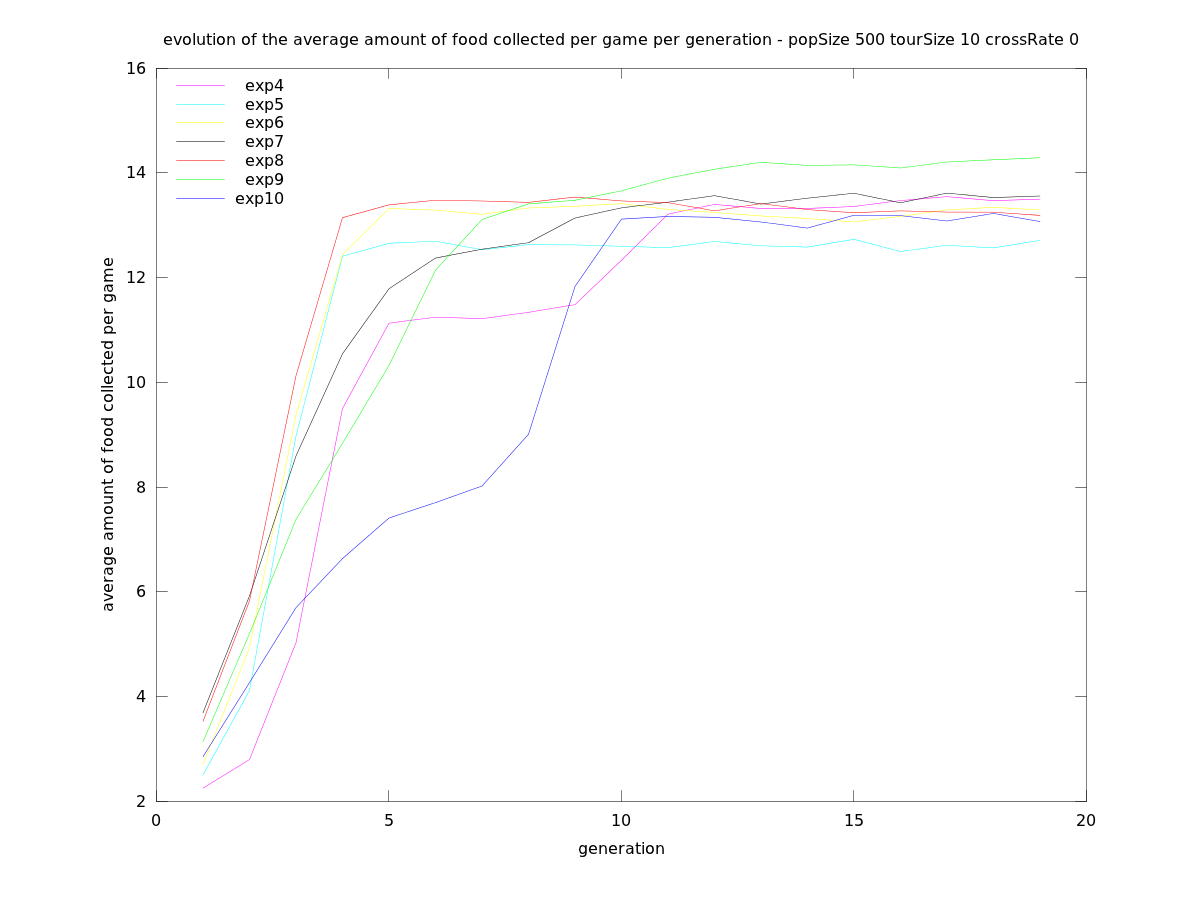 evolution of the average amount of food collected per game per generation - popSize 500 tourSize 10 crossRate 0
16
14
12
10
8
6
4
2
average amount of food collected per game
exp4
exp5
exp6
exp7
exp8
exp9
exp10
0 5 10 15 20
generation